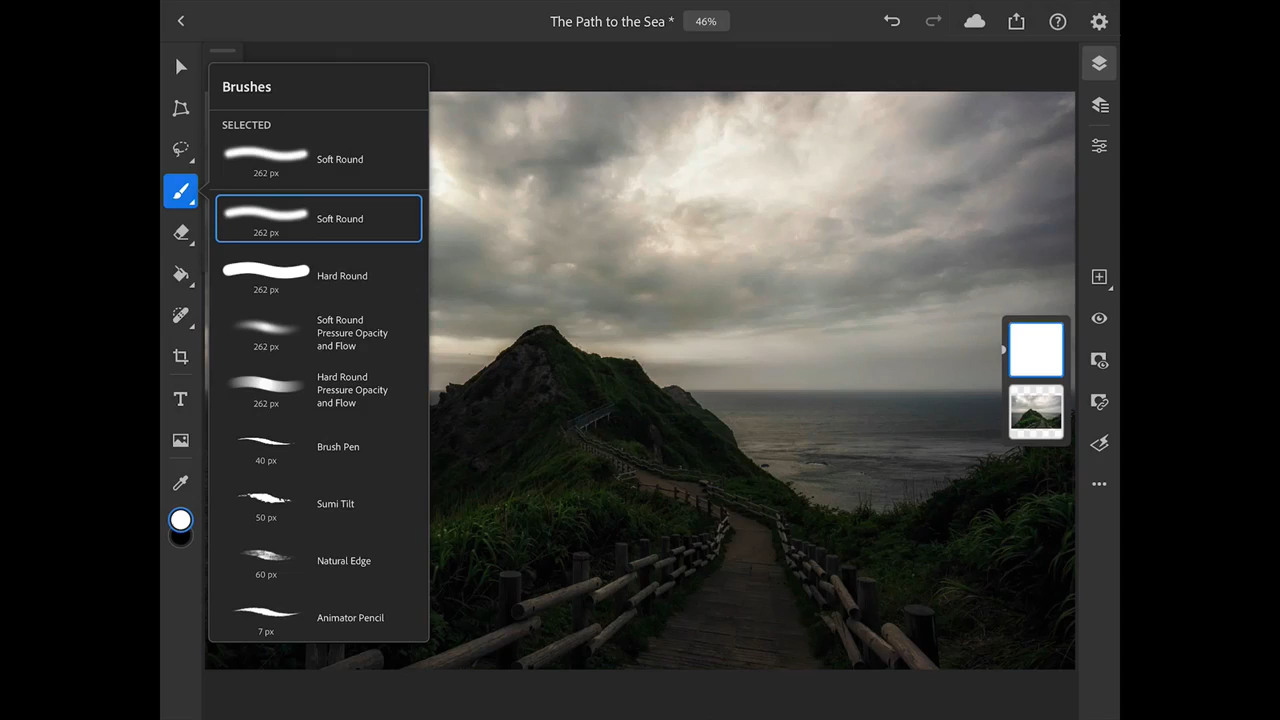 The Path to the Sea * 46%
Brushes
SELECTED
Soft Round
262 px
Soft Round
262 px
Hard Round
262 px
Soft Round
Pressure Opacity
and Flow
262 px
Hard Round
Pressure Opacity
and Flow
262 px
Brush Pen
40 px
Sumi Tilt
50 px
Natural Edge
60 px
Animator Pencil
7 px